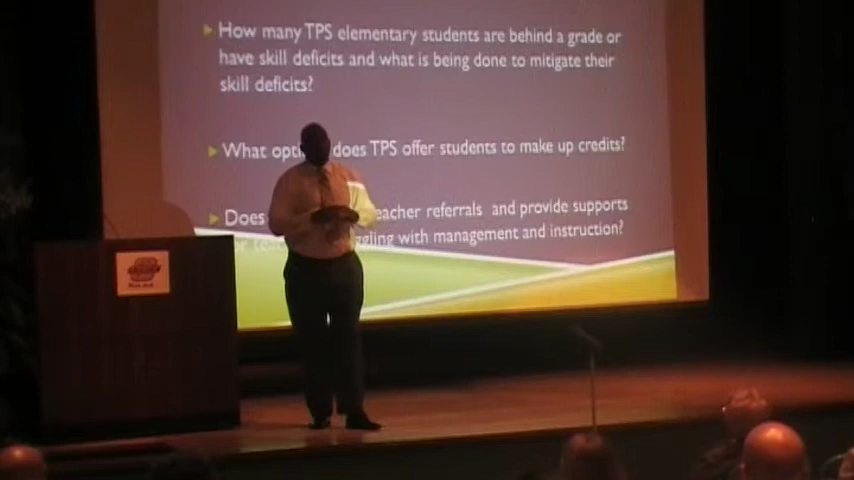 How many TPS elementary students are behind a grade or
have skill deficits and what is being done to mitigate their
skill deficits?
What does TPS offer students to make up credits?
Does eacher referrals and provide supports
with management and instruction?